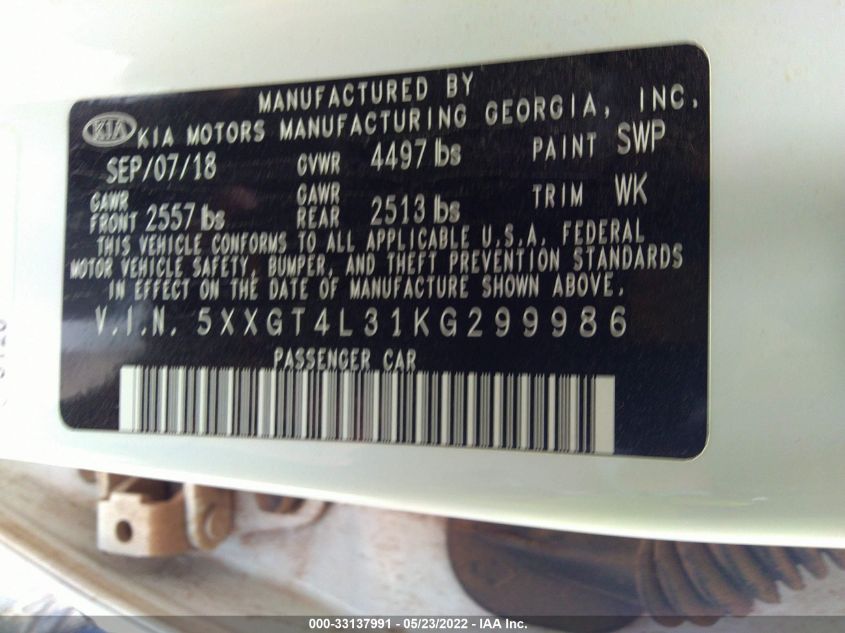 MANUFACTURED BY
KIA KIA MOTORS MANUFACTURING GEORGIA, INC.
SEP/07/18 GVWR 4497 lbs PAINT SWP
GAWR FRONT 2557 lbs GAWR REAR 2513 lbs TRIM WK
THIS VEHICLE CONFORMS TO ALL APPLICABLE U.S.A. FEDERAL
MOTOR VEHICLE SAFETY, BUMPER, AND THEFT PREVENTION STANDARDS
IN EFFECT ON THE DATE OF MANUFACTURE SHOWN ABOVE.
V.I.N. 5XXGT4L31KG299986
PASSENGER CAR
000-33137991 - 05/23/2022 - IAA Inc.